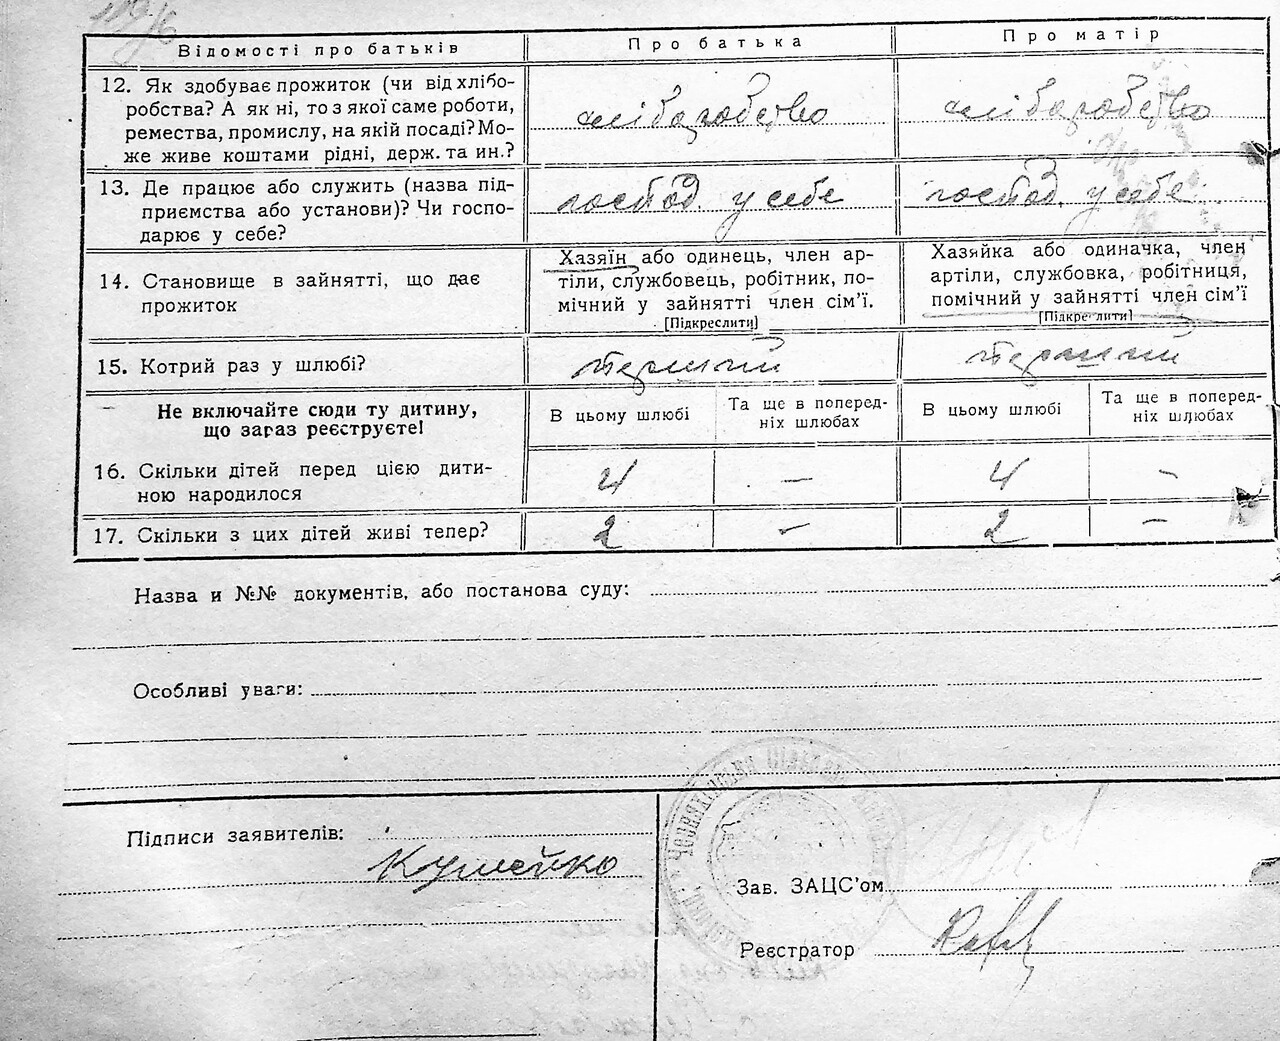 Відомості про батьків
Про батька
Про матір
12. Як здобуває прожиток (чи від хлібо-
робства? А як ні, то з якої саме роботи,
ремества, промислу, на якій посаді? Мо-
же живе коштами рідні, держ. та ин.?
хліборобство
хліборобство
13. Де працює або служить (назва під-
приємства або установи)? Чи госпо-
дарює у себе?
господ. у себе
господ. у себе
14. Становище в зайнятті, що дає
прожиток
Хазяїн або одинець, член ар-
тіли, службовець, робітник, по-
мічний у зайнятті член сім’ї.
[Підкреслити]
Хазяйка або одиначка, член
артіли, службовка, робітниця,
помічний у зайнятті член сім’ї
[Підкреслити]
15. Котрий раз у шлюбі?
перший
перший
Не включайте сюди ту дитину,
що зараз реєструєте!
В цьому шлюбі
Та ще в поперед-
ніх шлюбах
В цьому шлюбі
Та ще в поперед-
ніх шлюбах
16. Скільки дітей перед цією дити-
ною народилося
4 — 4 -
17. Скільки з цих дітей живі тепер?
2 — 2 —
Назва и №№ документів, або постанова суду:
Особливі уваги:
Підписи заявителів:
Зав. ЗАЦС’ом
Реєстратор